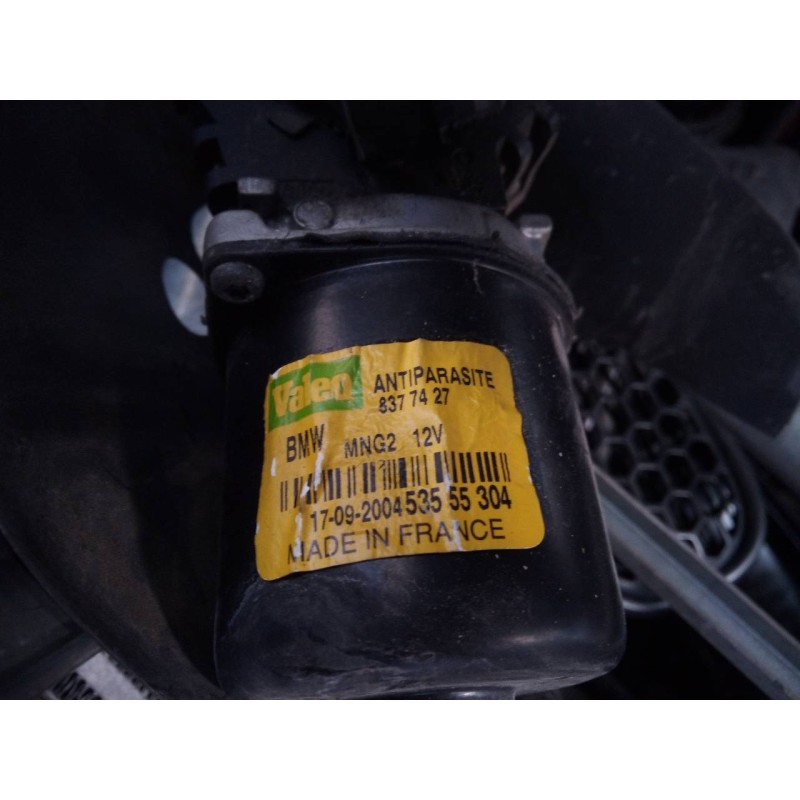 Valeo ANTIPARASITE
837 74 27
BMW MNG2 12V
17-09-2004 535 55 304
MADE IN FRANCE